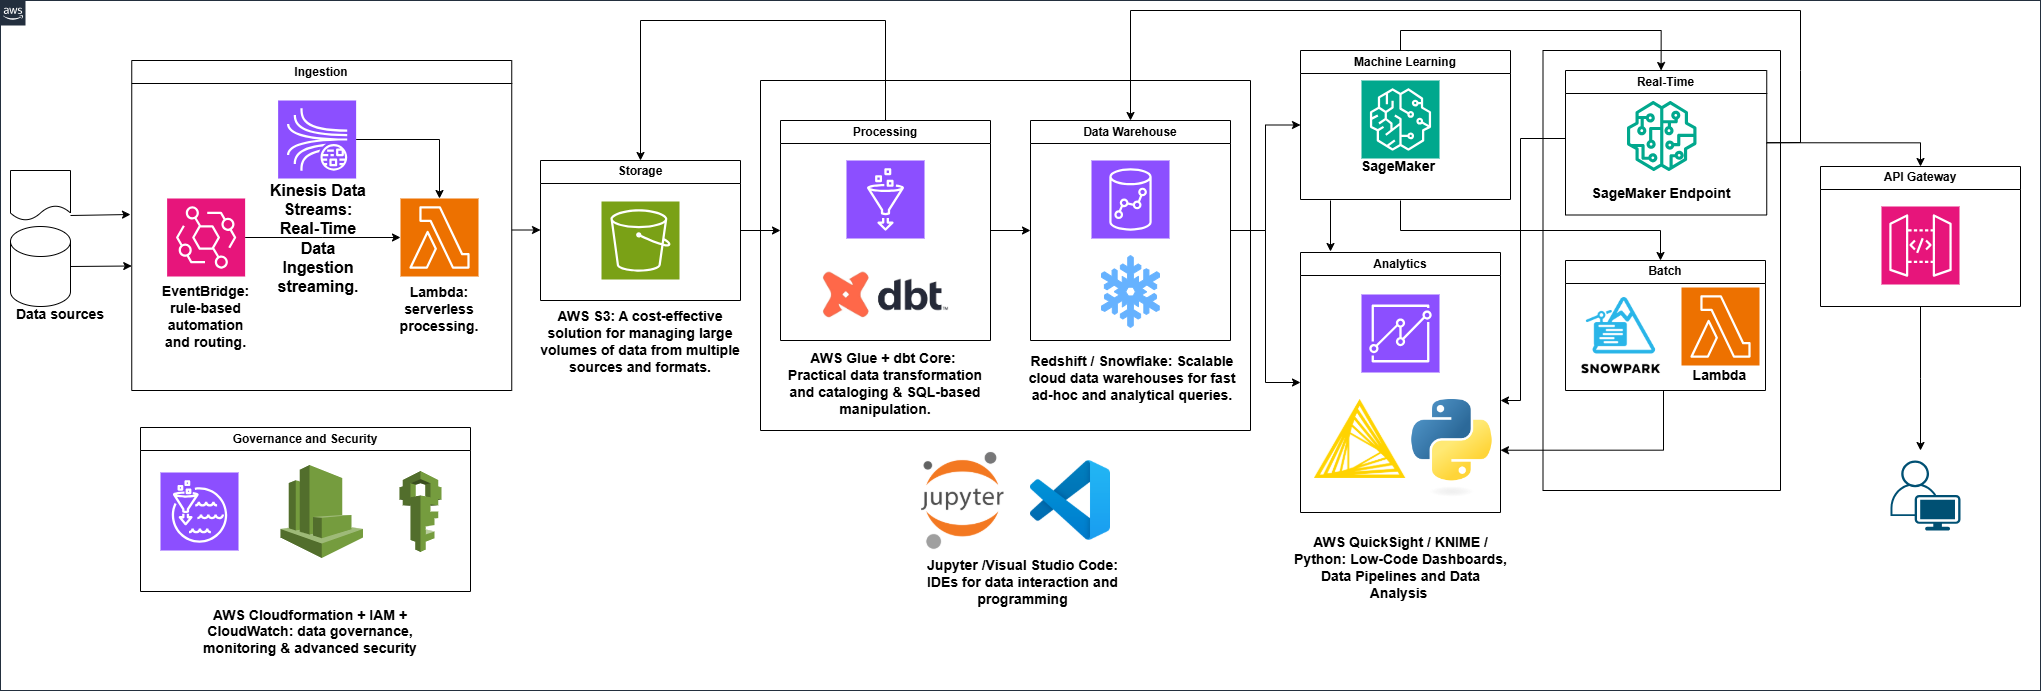 aws
Ingestion
Kinesis Data
Streams:
Real-Time
Data
Ingestion
streaming.
EventBridge:
rule-based
automation
and routing.
Lambda:
serverless
processing.
Data sources
Storage
AWS S3: A cost-effective
solution for managing large
volumes of data from multiple
sources and formats.
Processing
dbt™
AWS Glue + dbt Core:
Practical data transformation
and cataloging & SQL-based
manipulation.
Data Warehouse
Redshift / Snowflake: Scalable
cloud data warehouses for fast
ad-hoc and analytical queries.
Machine Learning
SageMaker
Real-Time
SageMaker Endpoint
API Gateway
</>
Analytics
Batch
SNOWPARK
Lambda
AWS QuickSight / KNIME /
Python: Low-Code Dashboards,
Data Pipelines and Data
Analysis
Governance and Security
AWS Cloudformation + IAM +
CloudWatch: data governance,
monitoring & advanced security
jupyter
Jupyter /Visual Studio Code:
IDEs for data interaction and
programming